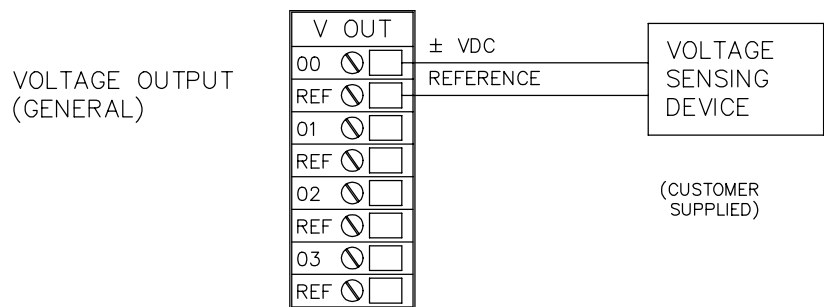 VOLTAGE OUTPUT
(GENERAL)
V OUT
00
REF
01
REF
02
REF
03
REF
± VDC
REFERENCE
VOLTAGE
SENSING
DEVICE
(CUSTOMER
SUPPLIED)